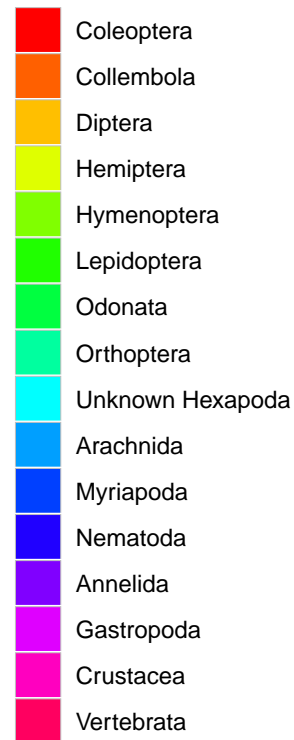 Coleoptera
Collembola
Diptera
Hemiptera
Hymenoptera
Lepidoptera
Odonata
Orthoptera
Unknown Hexapoda
Arachnida
Myriapoda
Nematoda
Annelida
Gastropoda
Crustacea
Vertebrata